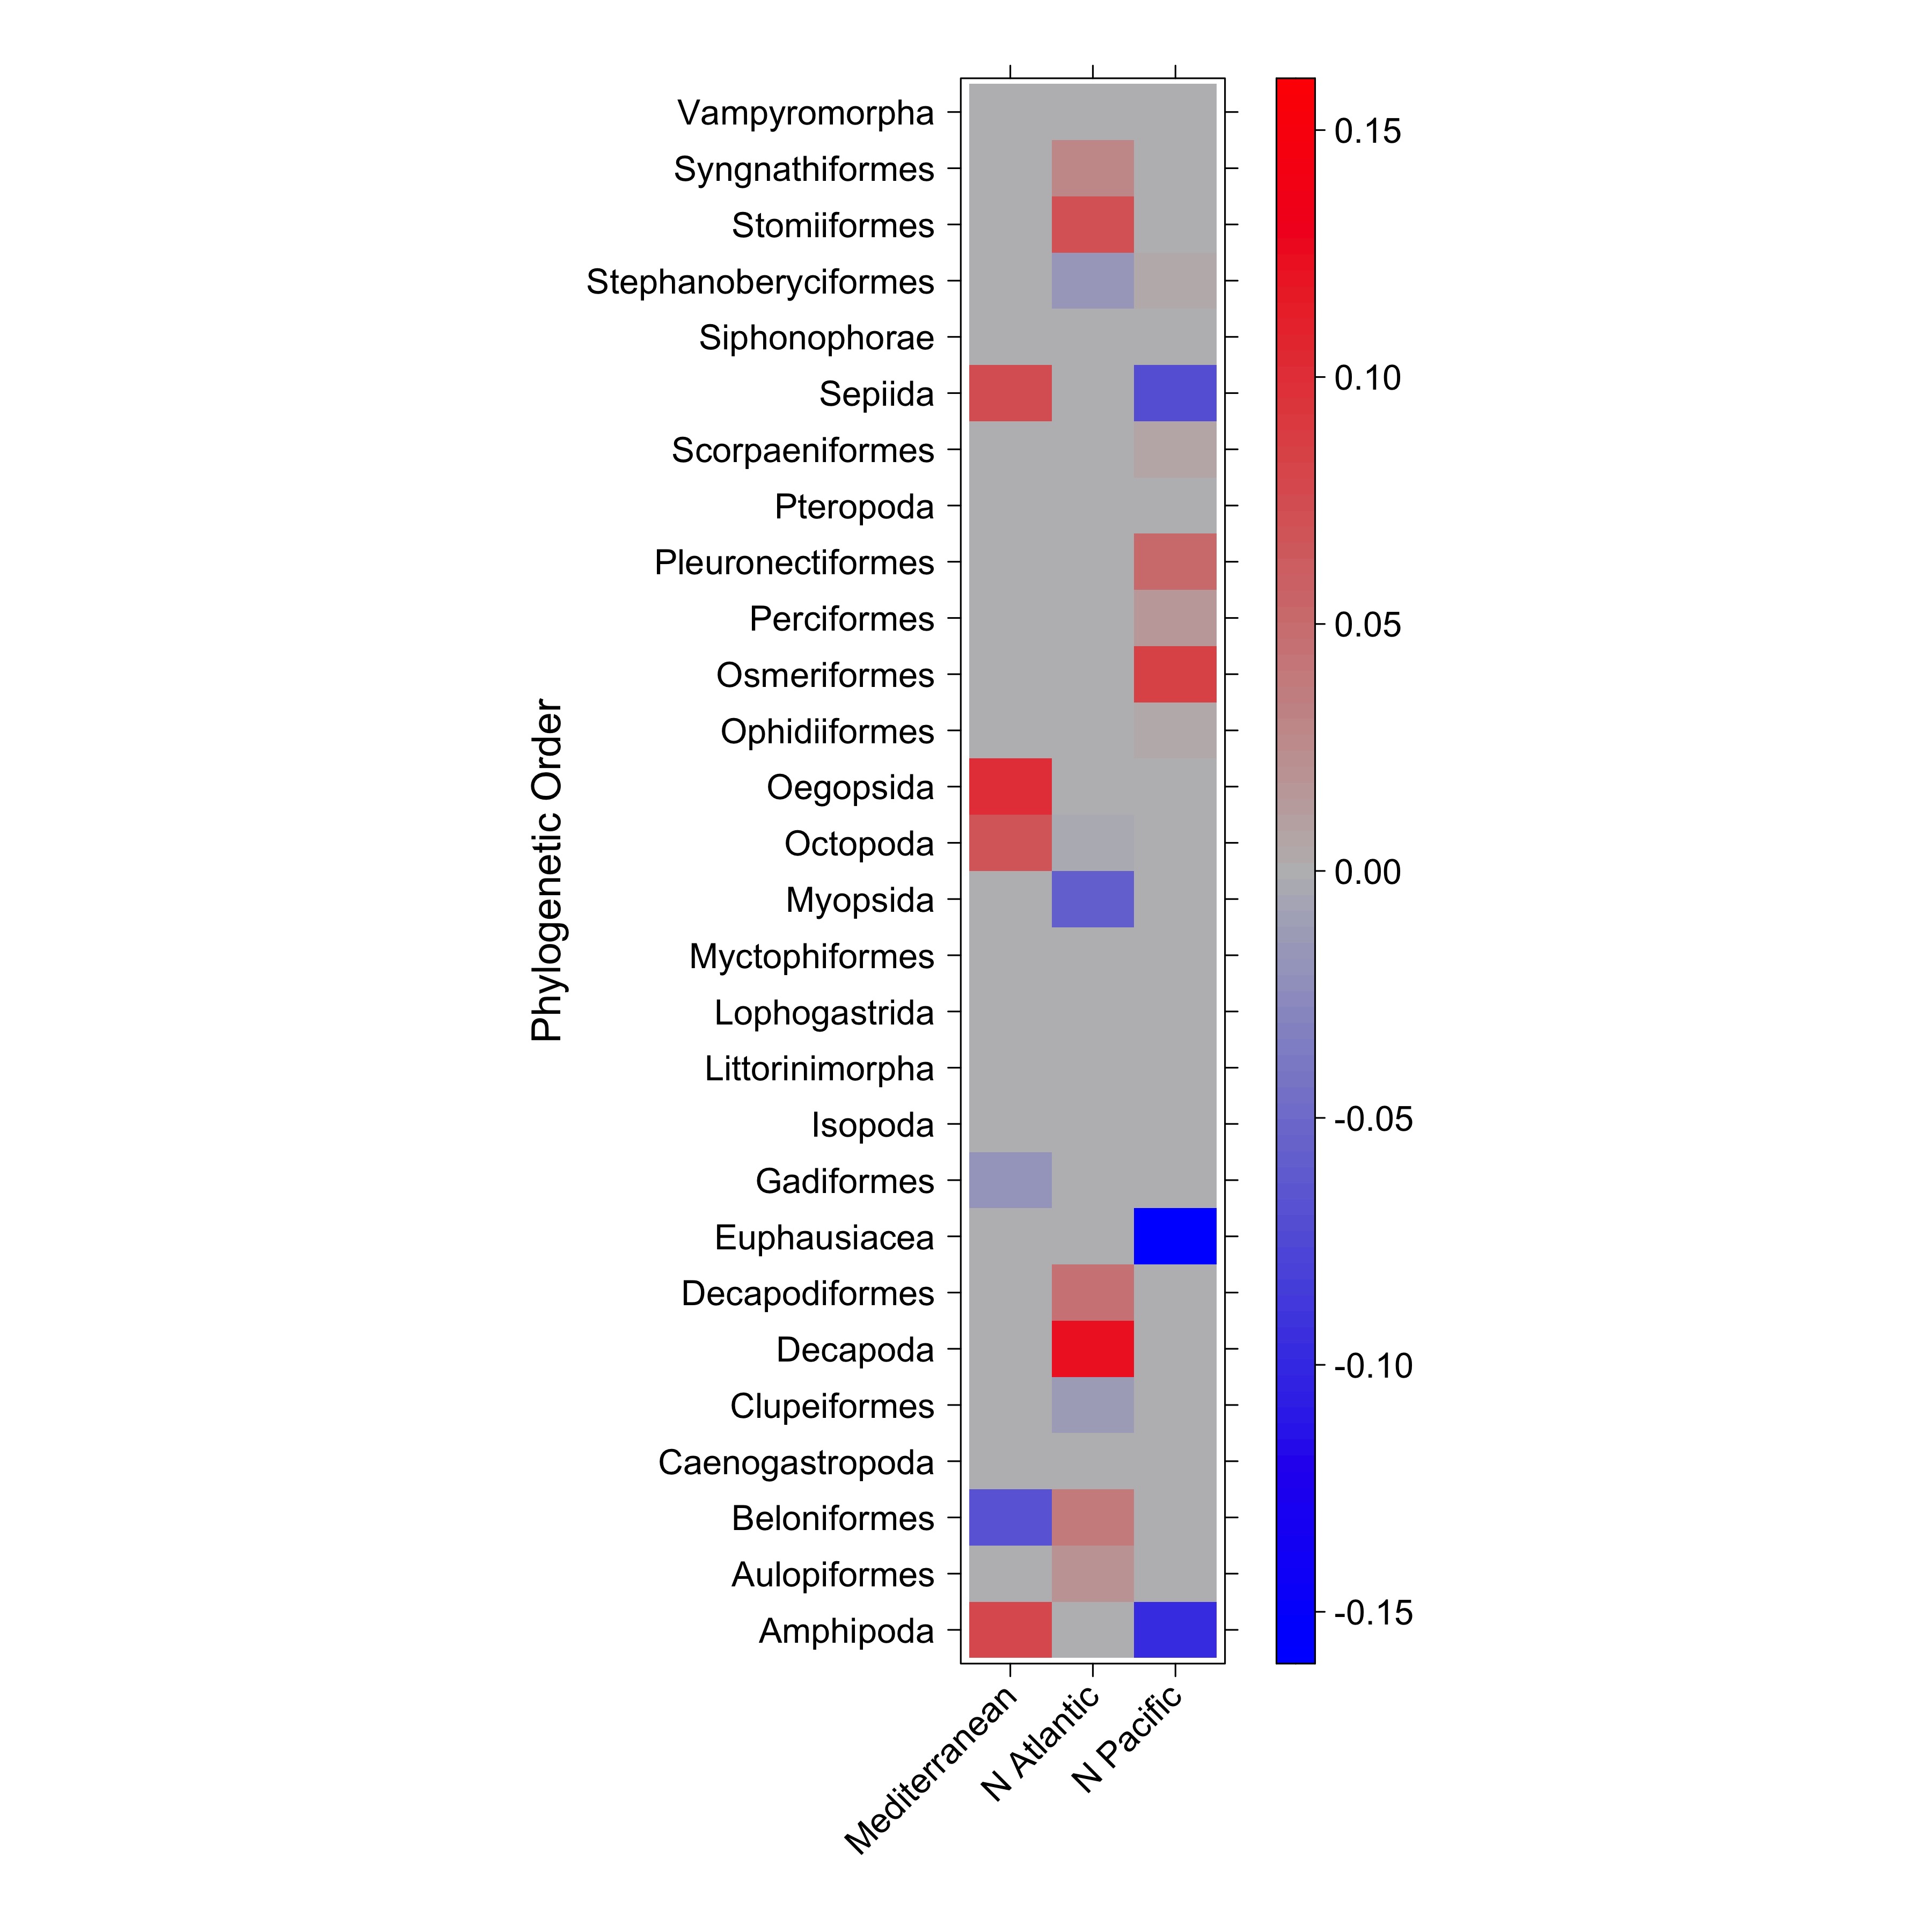 Phylogenetic Order
Vampyromorpha
Syngnathiformes
Stomiiformes
Stephanoberyciformes
Siphonophorae
Sepiida
Scorpaeniformes
Pteropoda
Pleuronectiformes
Perciformes
Osmeriformes
Ophidiiformes
Oegopsida
Octopoda
Myopsida
Myctophiformes
Lophogastrida
Littorinimorpha
Isopoda
Gadiformes
Euphausiacea
Decapodiformes
Decapoda
Clupeiformes
Caenogastropoda
Beloniformes
Aulopiformes
Amphipoda
Mediterranean
N Atlantic
N Pacific
0.15
0.10
0.05
0.00
-0.05
-0.10
-0.15